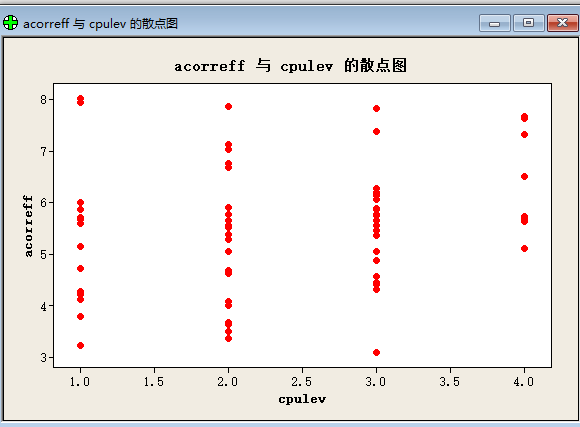 acorreff 与 cpulev 的散点图
acorreff 与 cpulev 的散点图
8
7
6
5
4
3
acorreff
1.0 1.5 2.0 2.5 3.0 3.5 4.0
cpulev